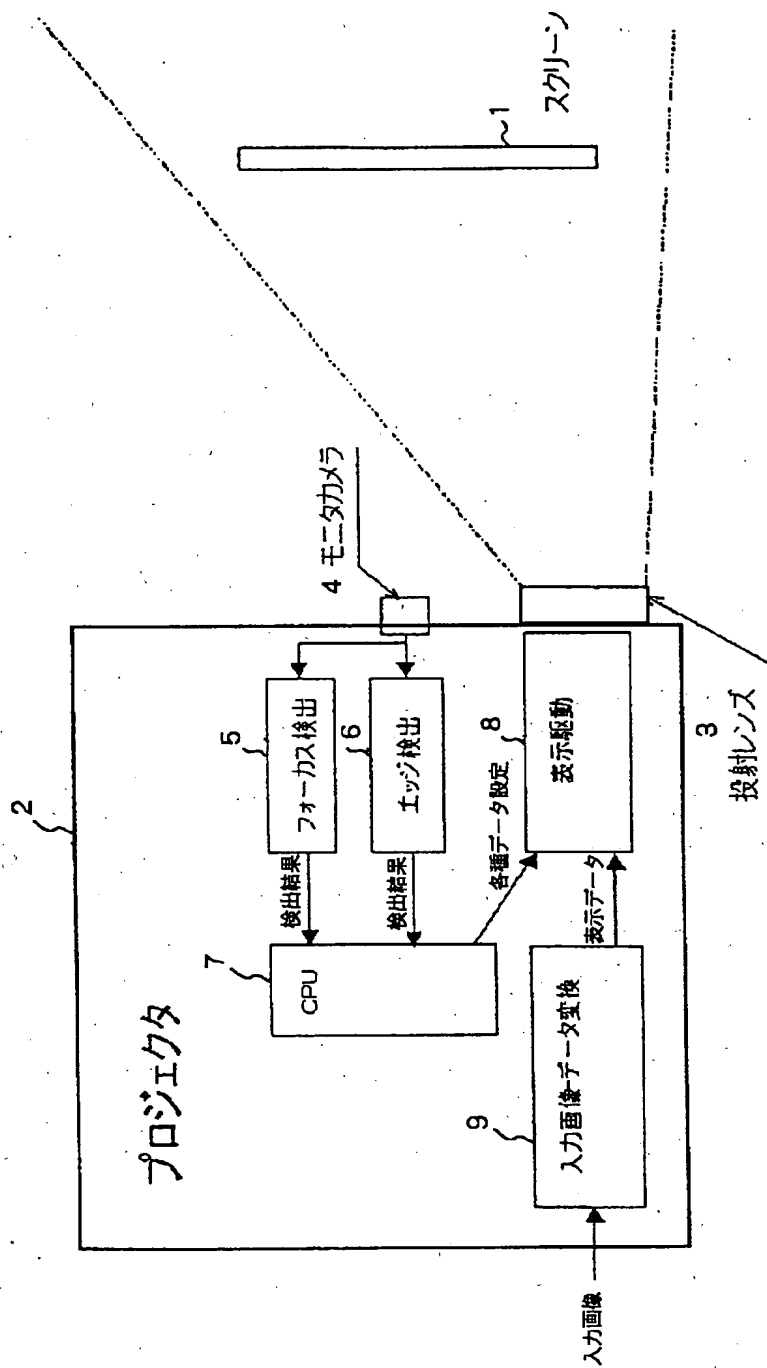 2
プロジェクタ
7
CPU
検出結果
検出結果
5
フォーカス検出
6
エッジ検出
4 モニタカメラ
1
スクリーン
入力画像
9
入力画像-データ変換
表示データ
各種データ設定
8
表示駆動
3
投射レンズ